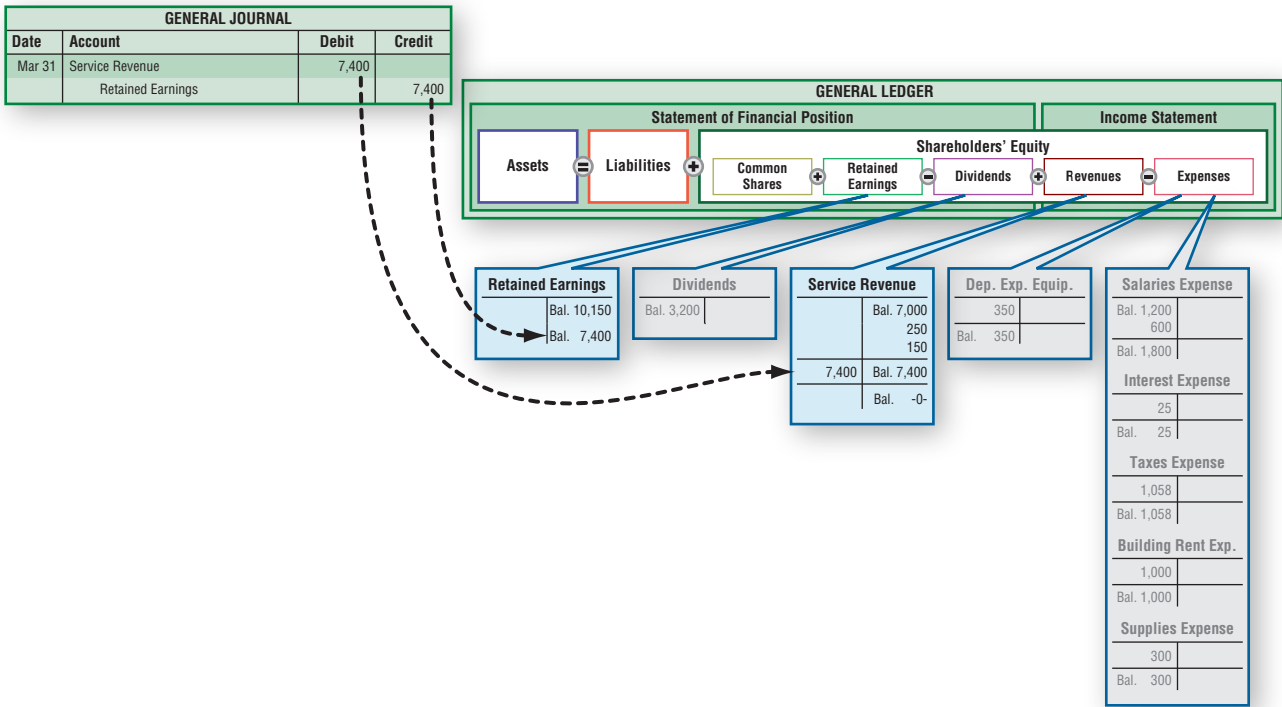 GENERAL JOURNAL
Date Account Debit Credit
Mar 31 Service Revenue 7,400
Retained Earnings 7,400
GENERAL LEDGER
Statement of Financial Position Income Statement
Shareholders' Equity
Assets = Liabilities + Common Shares + Retained Earnings - Dividends + Revenues - Expenses
Retained Earnings
Bal. 10,150
Bal. 7,400
Dividends
Bal. 3,200
Service Revenue
Bal. 7,000
250
150
7,400 Bal. 7,400
Bal. -0-
Dep. Exp. Equip.
350
Bal. 350
Salaries Expense
Bal. 1,200
600
Bal. 1,800
Interest Expense
25
Bal. 25
Taxes Expense
1,058
Bal. 1,058
Building Rent Exp.
1,000
Bal. 1,000
Supplies Expense
300
Bal. 300